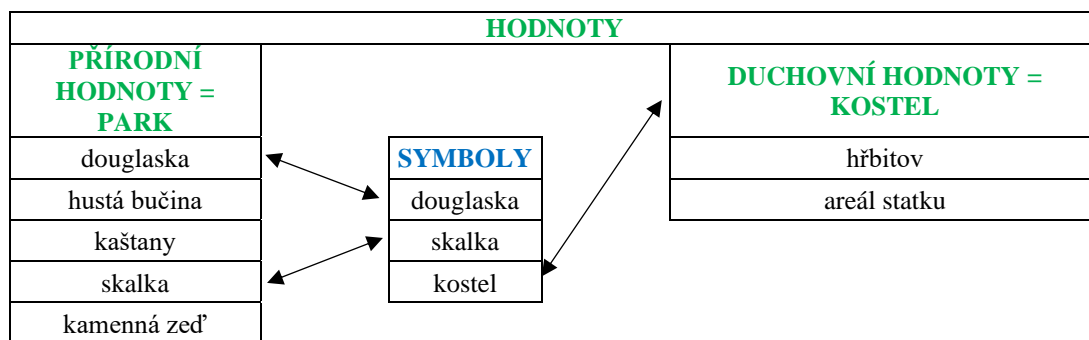 HODNOTY
PŘÍRODNÍ
HODNOTY =
PARK
douglaska
hustá bučina
kaštany
skalka
kamenná zeď
SYMBOLY
douglaska
skalka
kostel
DUCHOVNÍ HODNOTY =
KOSTEL
hřbitov
areál statku